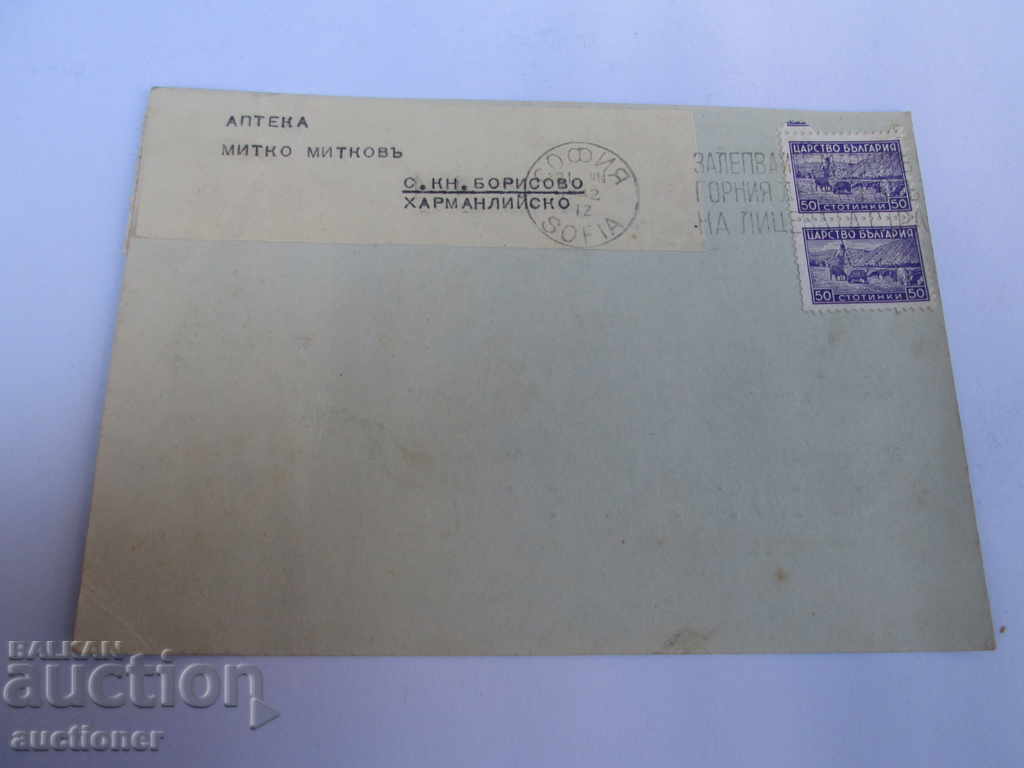 АПТЕКА
МИТКО МИТКОВЪ
С. КН. БОРИСОВО
ХАРМАНЛИЙСКО
СОФИЯ
12
SOFIA
ГОРНИЯ
НА ЛИЦЕ
ЦАРСТВО БЪЛГАРИЯ
50 СТОТИНКИ 50
ЦАРСТВО БЪЛГАРИЯ
50 СТОТИНКИ 50
BALKAN
auction
auctioner